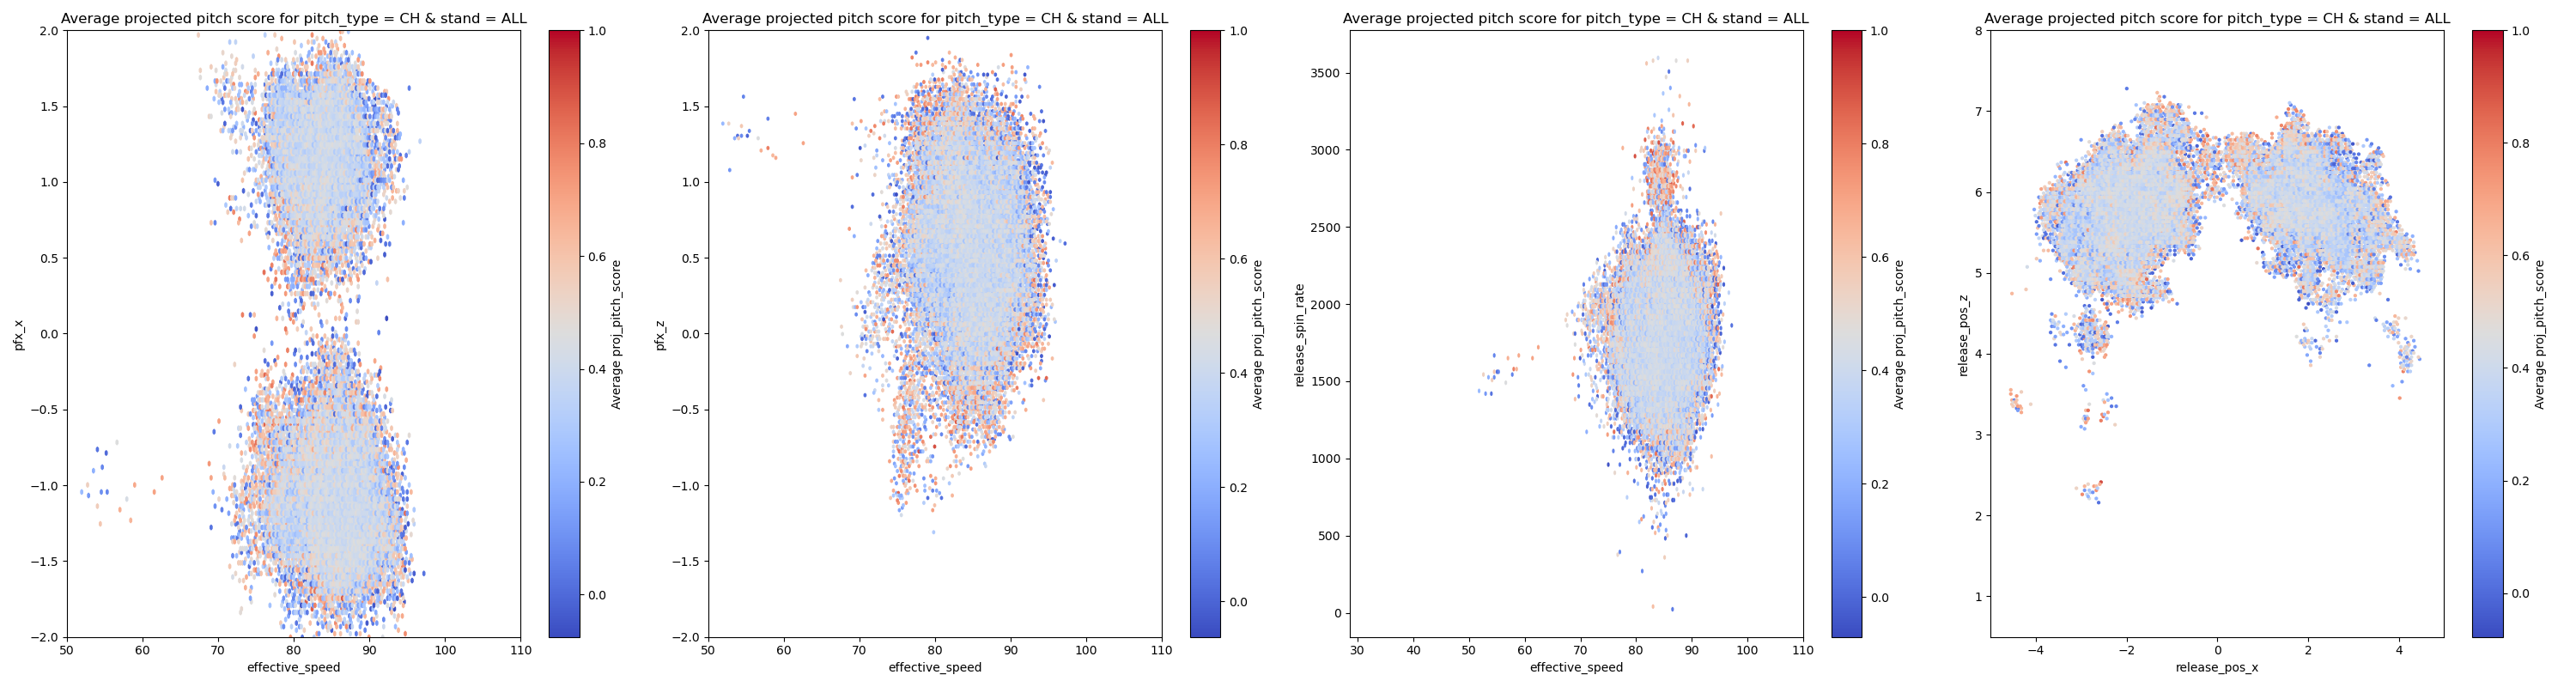 Average projected pitch score for pitch_type = CH & stand = ALL
2.0
1.5
1.0
0.5
0.0
−0.5
−1.0
−1.5
−2.0
pfx_x
50 60 70 80 90 100 110
effective_speed
1.0
0.8
0.6
0.4
0.2
0.0
Average proj_pitch_score
Average projected pitch score for pitch_type = CH & stand = ALL
2.0
1.5
1.0
0.5
0.0
−0.5
−1.0
−1.5
−2.0
pfx_z
50 60 70 80 90 100 110
effective_speed
1.0
0.8
0.6
0.4
0.2
0.0
Average proj_pitch_score
Average projected pitch score for pitch_type = CH & stand = ALL
3500
3000
2500
2000
1500
1000
500
0
release_spin_rate
30 40 50 60 70 80 90 100 110
effective_speed
1.0
0.8
0.6
0.4
0.2
0.0
Average proj_pitch_score
Average projected pitch score for pitch_type = CH & stand = ALL
8
7
6
5
4
3
2
1
release_pos_z
−4 −2 0 2 4
release_pos_x
1.0
0.8
0.6
0.4
0.2
0.0
Average proj_pitch_score